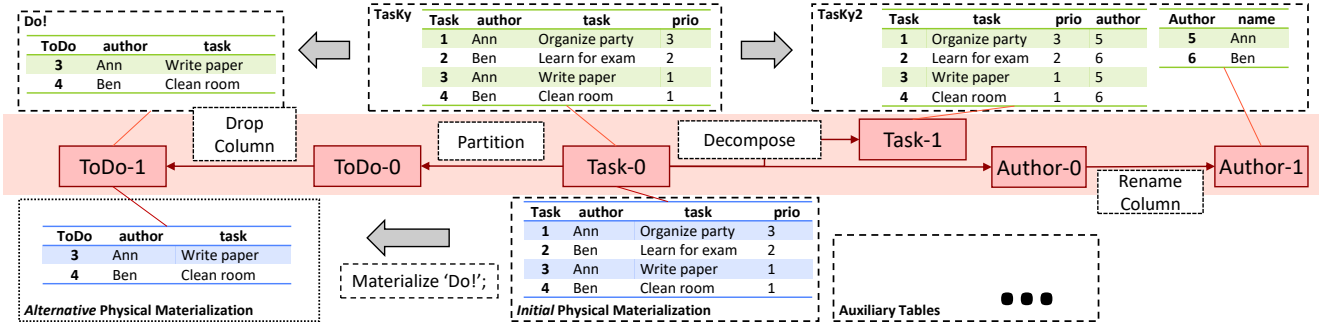 Do!
ToDo author task
3 Ann Write paper
4 Ben Clean room
TasKy
Task author task prio
1 Ann Organize party 3
2 Ben Learn for exam 2
3 Ann Write paper 1
4 Ben Clean room 1
TasKy2
Task task prio author
1 Organize party 3 5
2 Learn for exam 2 6
3 Write paper 1 5
4 Clean room 1 6
Author name
5 Ann
6 Ben
Drop
Column
Partition
Decompose
Rename
Column
ToDo-1
ToDo-0
Task-0
Task-1
Author-0
Author-1
ToDo author task
3 Ann Write paper
4 Ben Clean room
Alternative Physical Materialization
Materialize ‘Do!’;
Task author task prio
1 Ann Organize party 3
2 Ben Learn for exam 2
3 Ann Write paper 1
4 Ben Clean room 1
Initial Physical Materialization
...
Auxiliary Tables